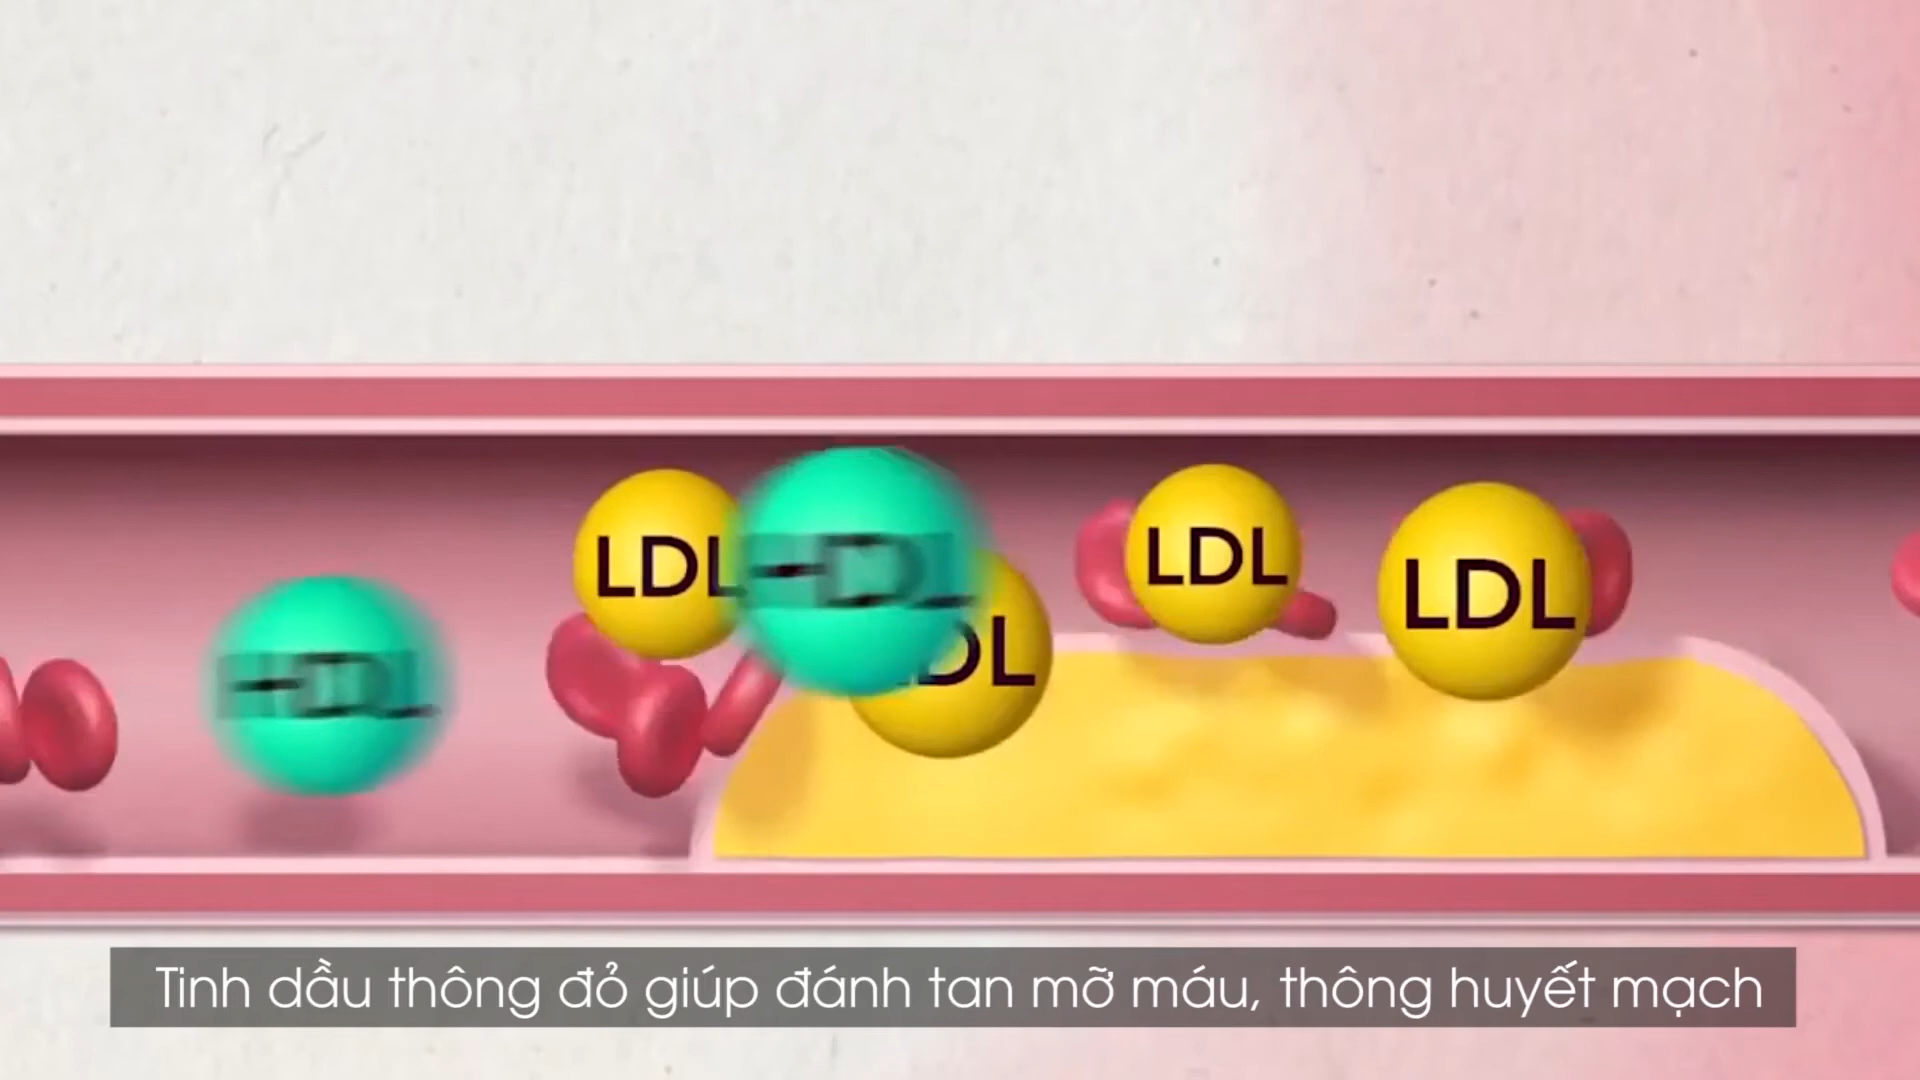 LDL
HDL
LDL
LDL
HDL
LDL
Tinh dầu thông đỏ giúp đánh tan mỡ máu, thông huyết mạch